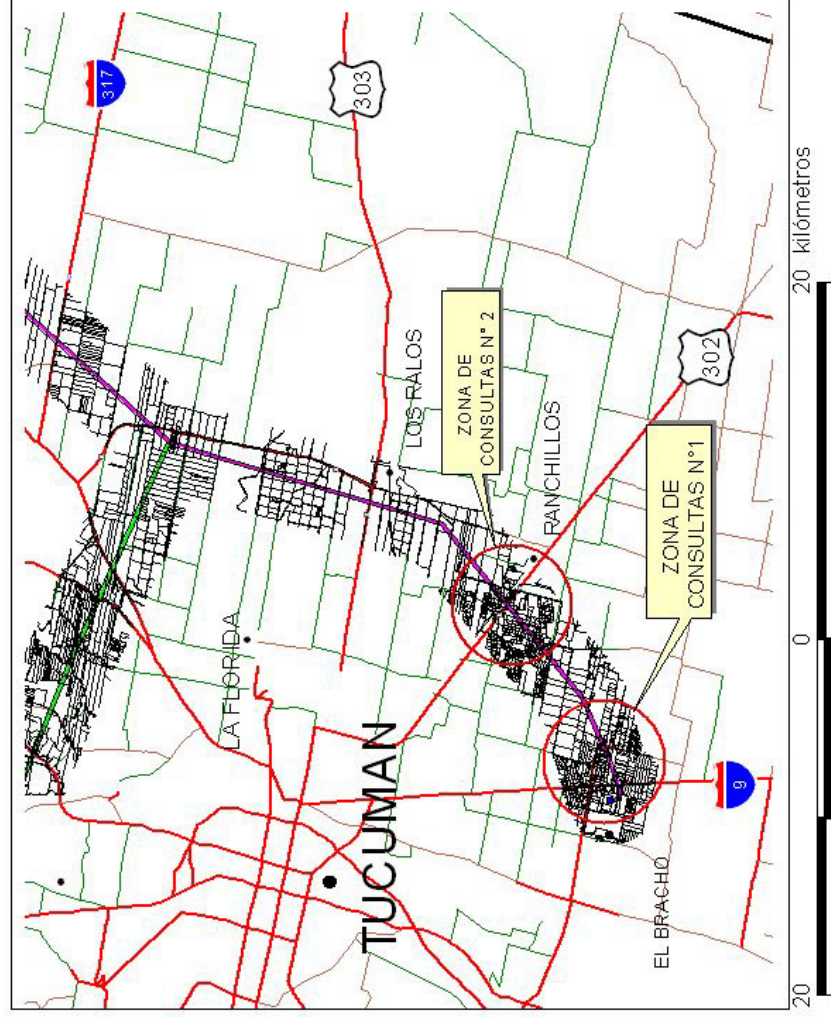 317
303
LOS RALOS
ZONA DE
CONSULTAS N° 2
RANCHILLOS
302
ZONA DE
CONSULTAS N°1
LA FLORIDA
TUCUMAN
9
EL BRACHO
20
0
20 kilómetros